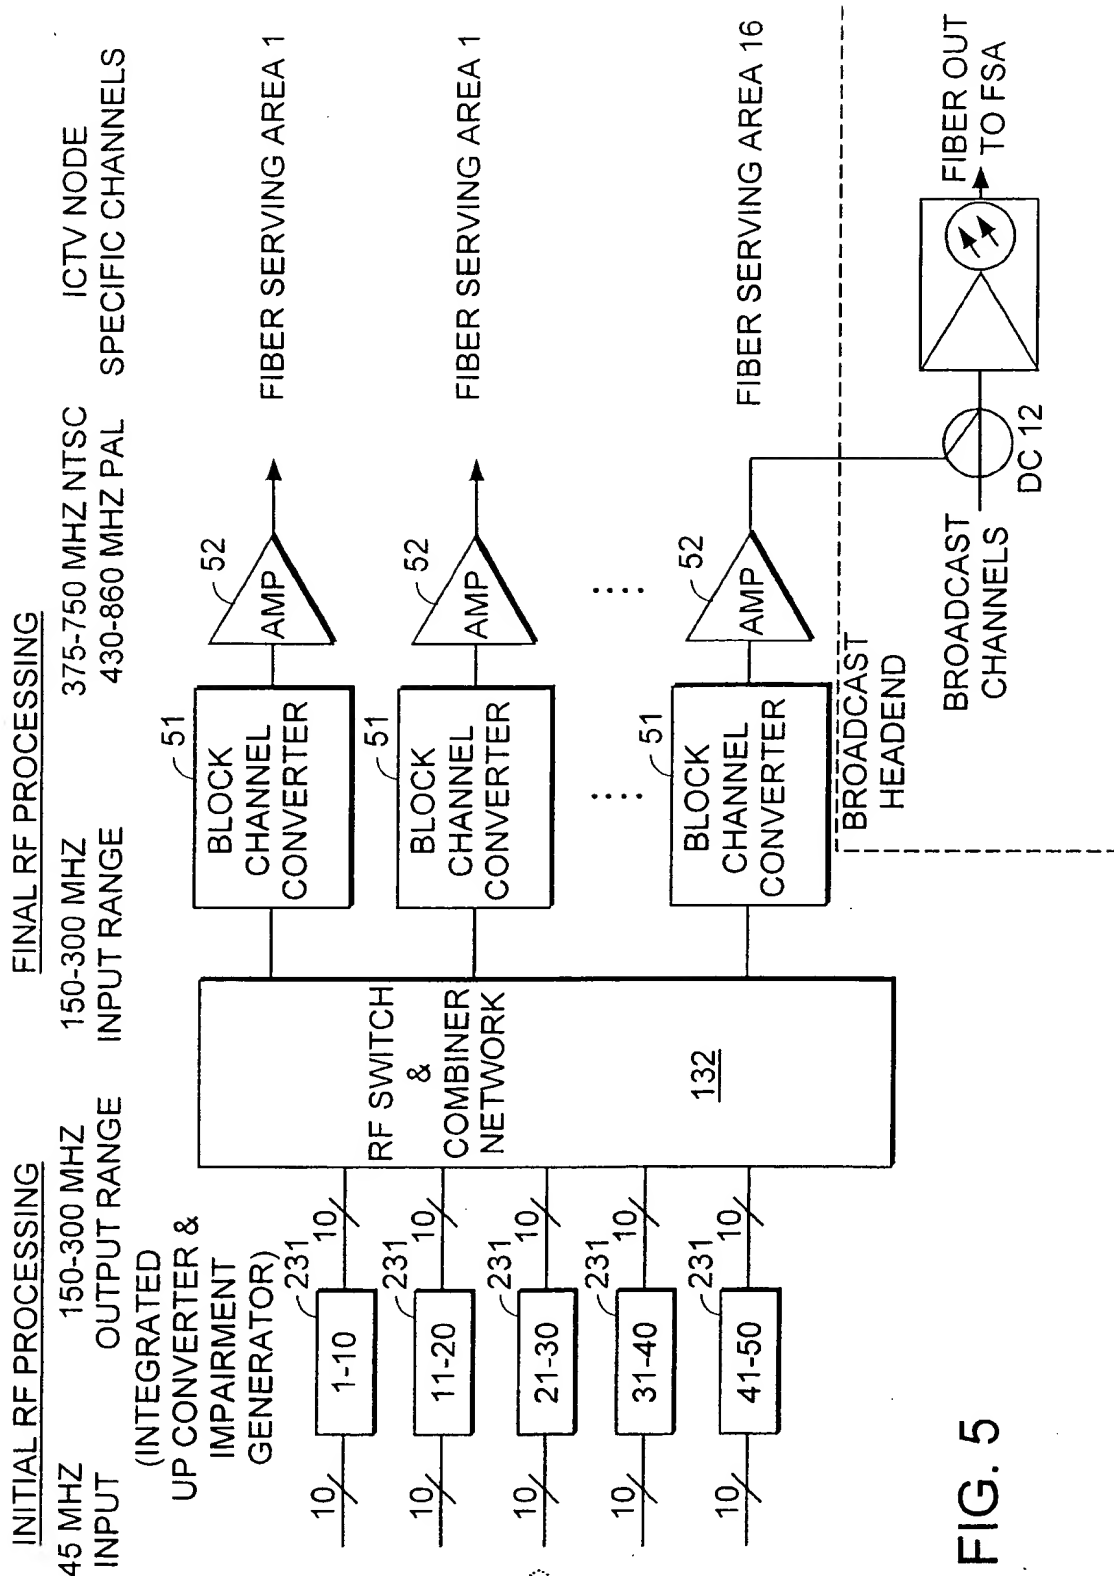 INITIAL RF PROCESSING
FINAL RF PROCESSING
45 MHZ
INPUT
150-300 MHZ
OUTPUT RANGE
150-300 MHZ
INPUT RANGE
375-750 MHZ NTSC
430-860 MHZ PAL
ICTV NODE
SPECIFIC CHANNELS
(INTEGRATED
UP CONVERTER &
IMPAIRMENT
GENERATOR)
10
231
1-10
10
10
231
11-20
10
10
231
21-30
10
10
231
31-40
10
10
231
41-50
10
RF SWITCH
&
COMBINER
NETWORK
132
51
BLOCK
CHANNEL
CONVERTER
52
AMP
FIBER SERVING AREA 1
51
BLOCK
CHANNEL
CONVERTER
52
AMP
FIBER SERVING AREA 1
....
....
51
BLOCK
CHANNEL
CONVERTER
52
AMP
FIBER SERVING AREA 16
BROADCAST
HEADEND
BROADCAST
CHANNELS
DC 12
FIBER OUT
TO FSA
FIG. 5